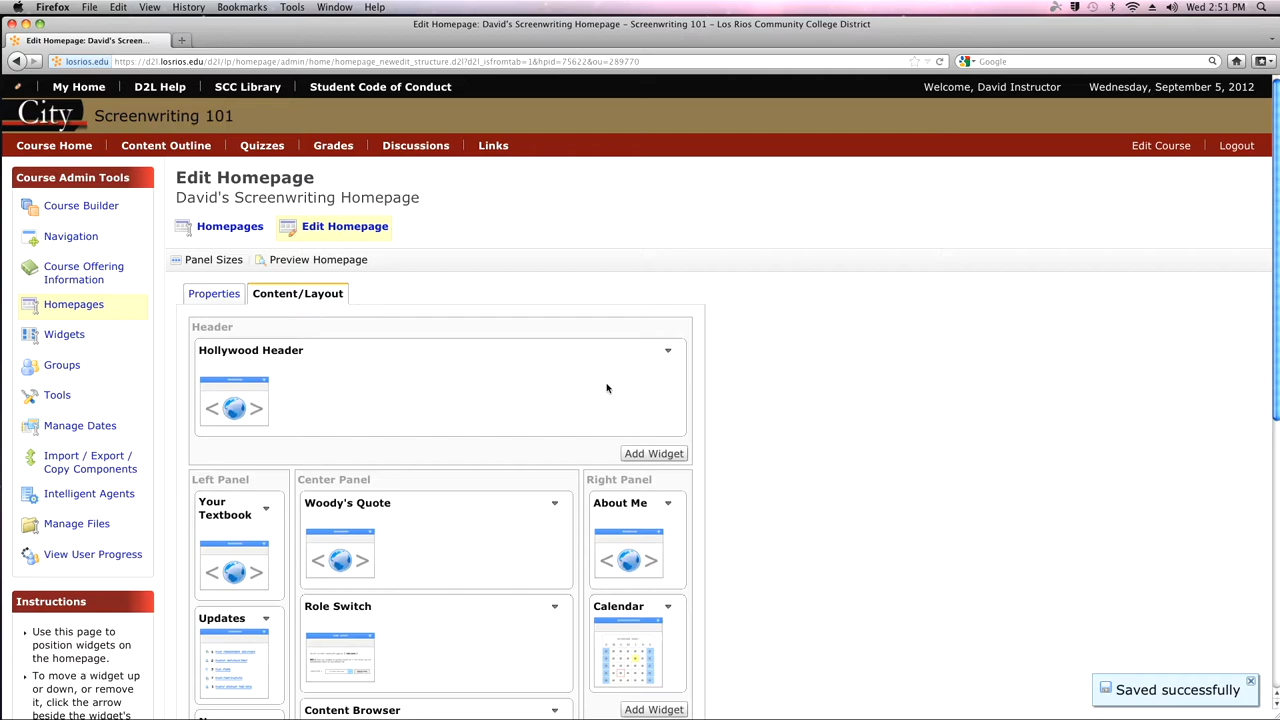 Firefox File Edit View History Bookmarks Tools Window Help Wed 2:51 PM
Edit Homepage: David's Screenwriting Homepage – Screenwriting 101 – Los Rios Community College District
Edit Homepage: David's Screen...
losrios.edu https://d2l.losrios.edu/d2l/lp/homepage/admin/home/homepage_newedit_structure.d2l?d2l_isfromtab=1&hpid=75622&ou=289770 Google
My Home D2L Help SCC Library Student Code of Conduct Welcome, David Instructor Wednesday, September 5, 2012
City Screenwriting 101
Course Home Content Outline Quizzes Grades Discussions Links Edit Course Logout
Course Admin Tools
Course Builder
Navigation
Course Offering
Information
Homepages
Widgets
Groups
Tools
Manage Dates
Import / Export /
Copy Components
Intelligent Agents
Manage Files
View User Progress
Instructions
Use this page to
position widgets on
the homepage.
To move a widget up
or down, or remove
it, click the arrow
beside the widget's
Edit Homepage
David's Screenwriting Homepage
Homepages Edit Homepage
Panel Sizes Preview Homepage
Properties Content/Layout
Header
Hollywood Header
Add Widget
Left Panel
Your
Textbook
Updates
Center Panel
Woody's Quote
Role Switch
Content Browser
Right Panel
About Me
Calendar
Add Widget
Saved successfully